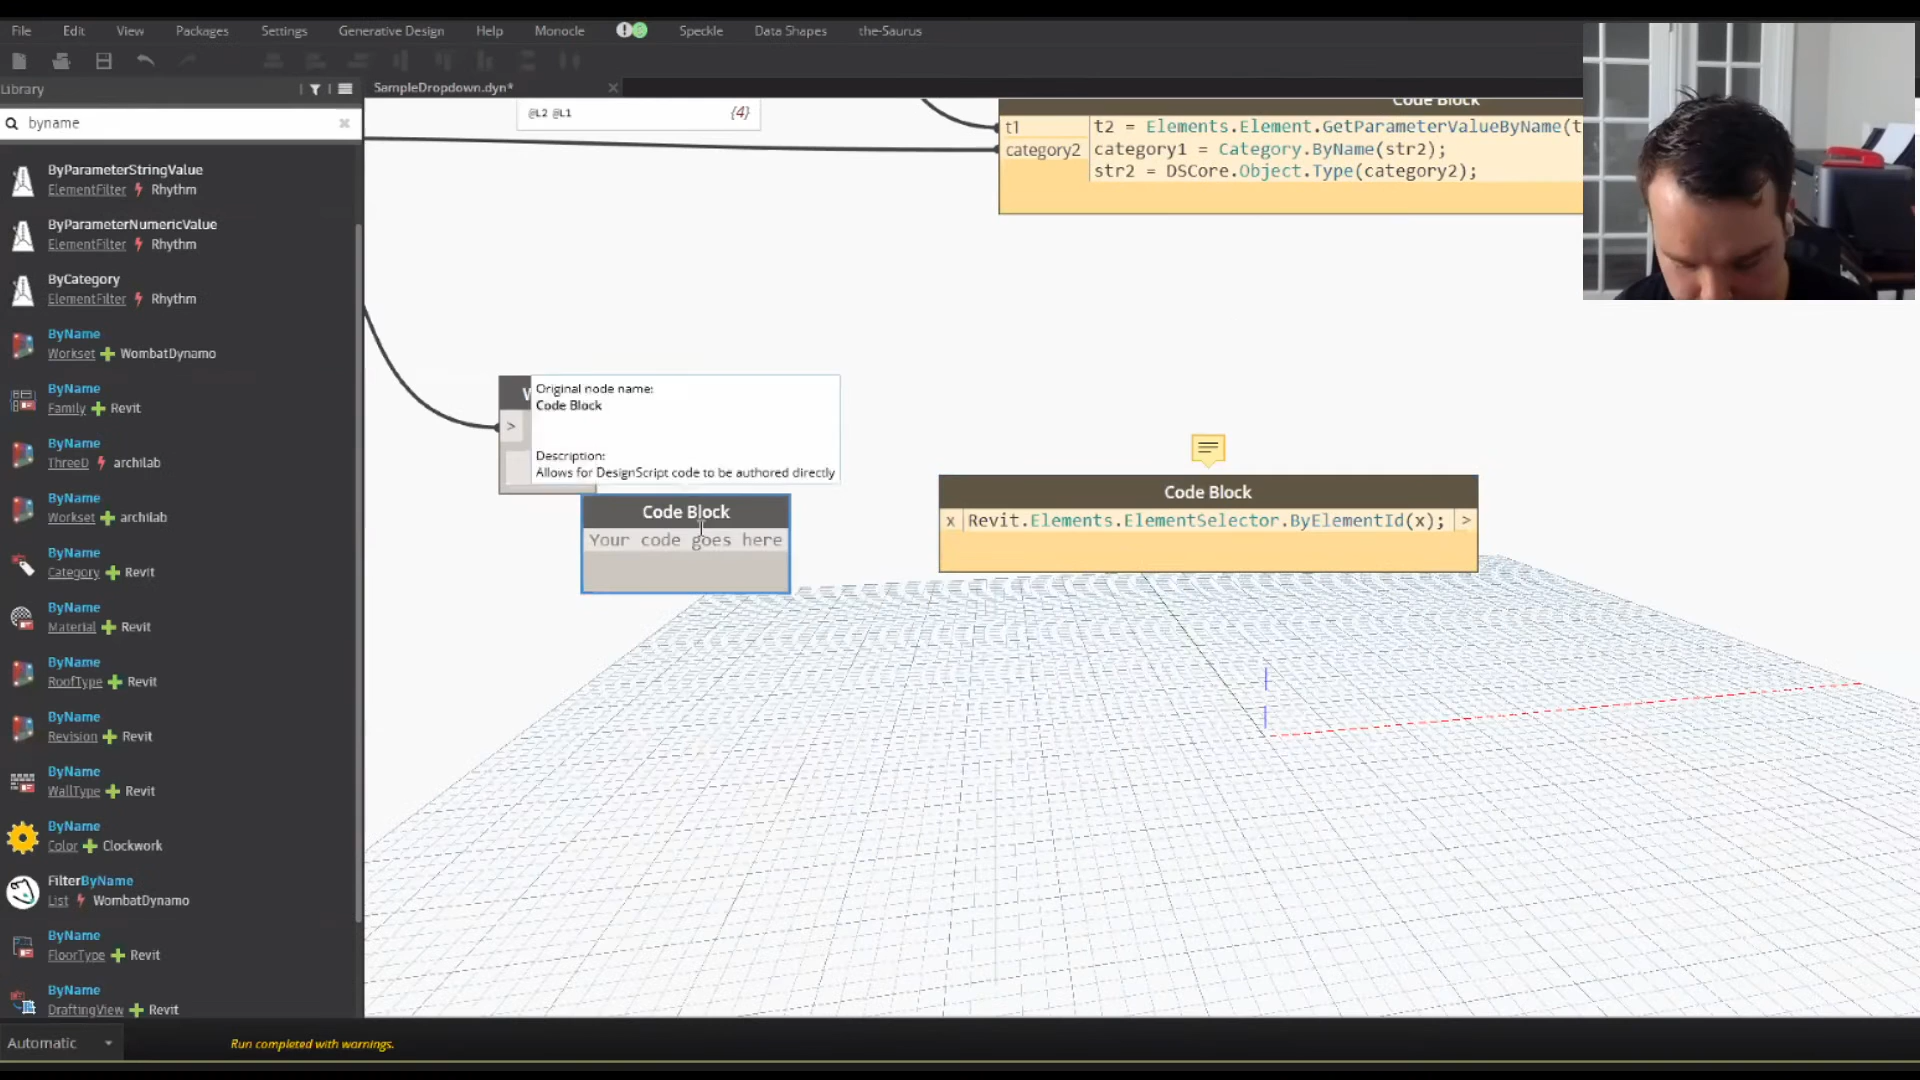 File Edit View Packages Settings Generative Design Help Monocle Speckle Data Shapes the-Saurus
Library
SampleDropdown.dyn*
byname
ByParameterStringValue
ElementFilter Rhythm
ByParameterNumericValue
ElementFilter Rhythm
ByCategory
ElementFilter Rhythm
ByName
Workset WombatDynamo
ByName
Family Revit
ByName
ThreeD archilab
ByName
Workset archilab
ByName
Category Revit
ByName
Material Revit
ByName
RoofType Revit
ByName
Revision Revit
ByName
WallType Revit
ByName
Color Clockwork
FilterByName
List WombatDynamo
ByName
FloorType Revit
ByName
DraftingView Revit
@L2 @L1 {4}
Code Block
t1 t2 = Elements.Element.GetParameterValueByName(t
category2 category1 = Category.ByName(str2);
str2 = DSCore.Object.Type(category2);
>
Original node name:
Code Block
Description:
Allows for DesignScript code to be authored directly
Code Block
Your code goes here
Code Block
x Revit.Elements.ElementSelector.ByElementId(x); >
Automatic
Run completed with warnings.